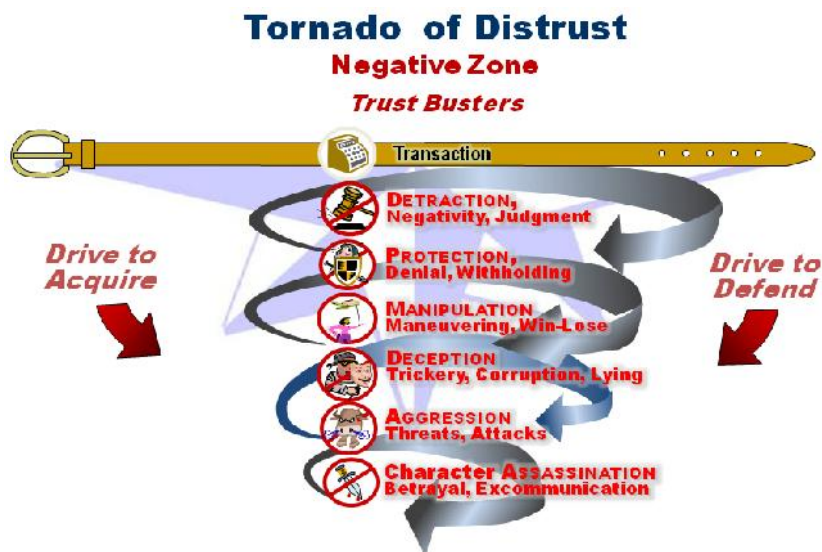 Tornado of Distrust
Negative Zone
Trust Busters
Transaction
DETRACTION,
Negativity, Judgment
PROTECTION,
Denial, Withholding
Drive to
Acquire
Drive to
Defend
MANIPULATION
Maneuvering, Win-Lose
DECEPTION
Trickery, Corruption, Lying
AGGRESSION
Threats, Attacks
Character ASSASSINATION
Betrayal, Excommunication